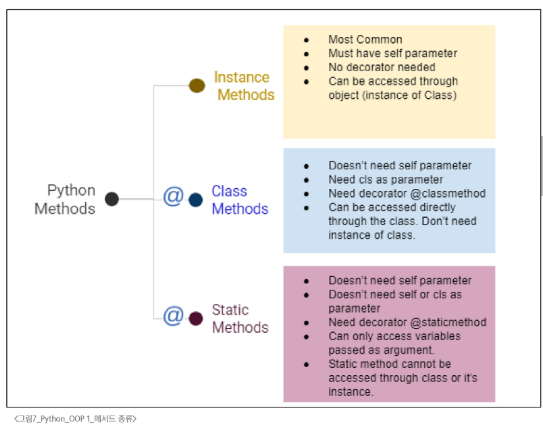 Python
Methods
Instance
Methods
• Most Common
• Must have self parameter
• No decorator needed
• Can be accessed through
object (instance of Class)
@
Class
Methods
• Doesn't need self parameter
• Need cls as parameter
• Need decorator @classmethod
• Can be accessed directly
through the class. Don't need
instance of class.
@
Static
Methods
• Doesn't need self parameter
• Doesn't need self or cls as
parameter
• Need decorator @staticmethod
• Can only access variables
passed as argument.
• Static method cannot be
accessed through class or it's
instance.
<그림7_Python_OOP 1_메서드 종류>